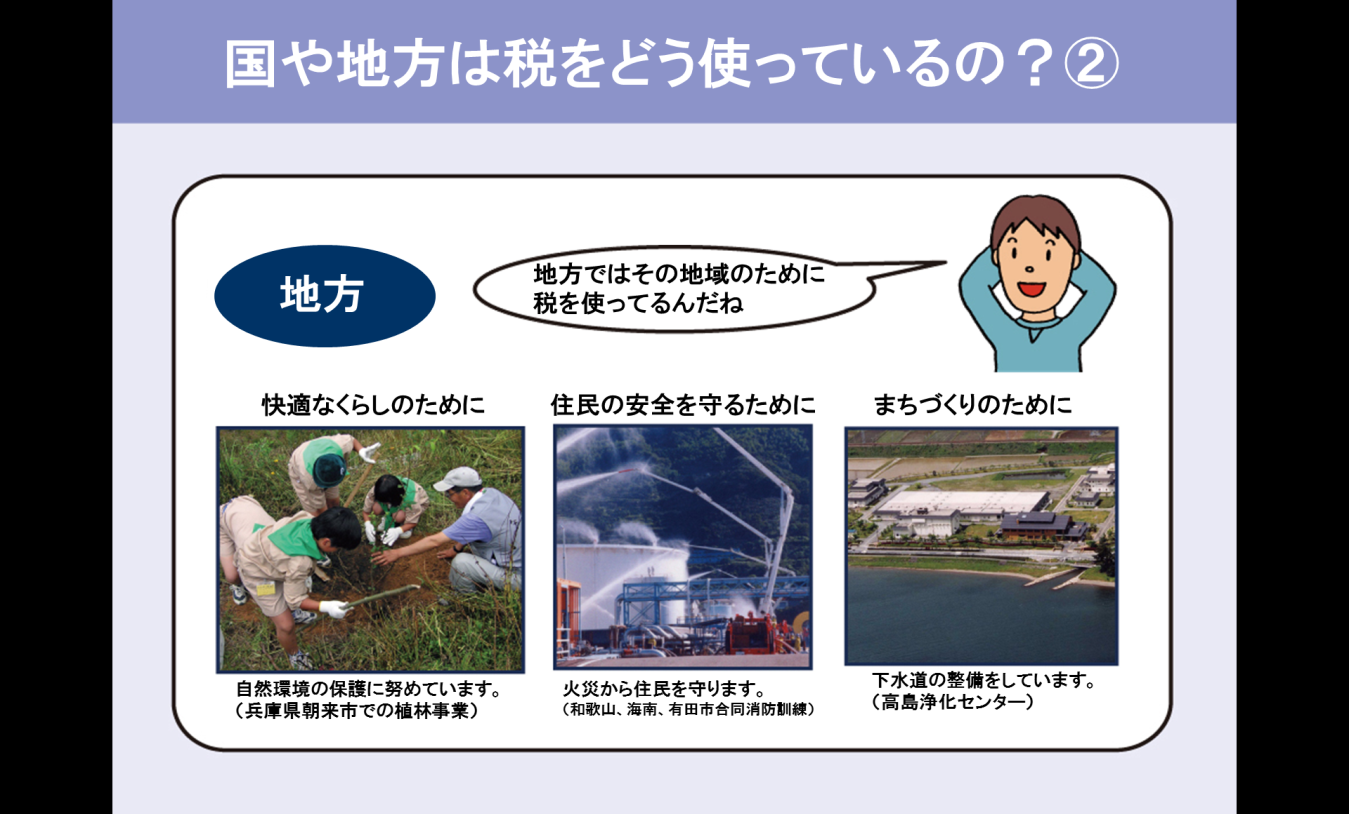 国や地方は税をどう使っているの？②
地方
地方ではその地域のために
税を使ってるんだね
快適なくらしのために
住民の安全を守るために
まちづくりのために
自然環境の保護に努めています。
（兵庫県朝来市での植林事業）
火災から住民を守ります。
（和歌山、海南、有田市合同消防訓練）
下水道の整備をしています。
（高島浄化センター）